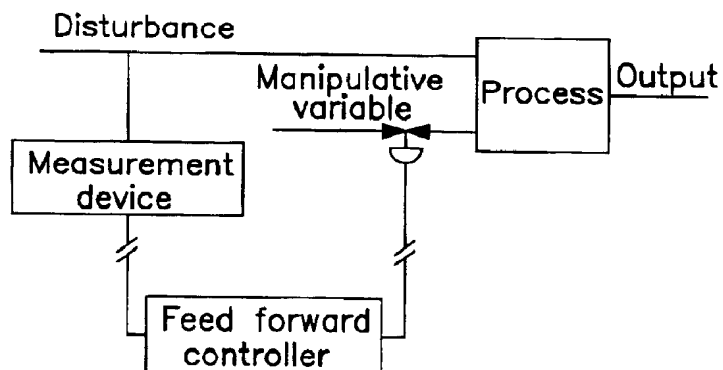 Disturbance
Manipulative
variable
Process
Output
Measurement
device
Feed forward
controller